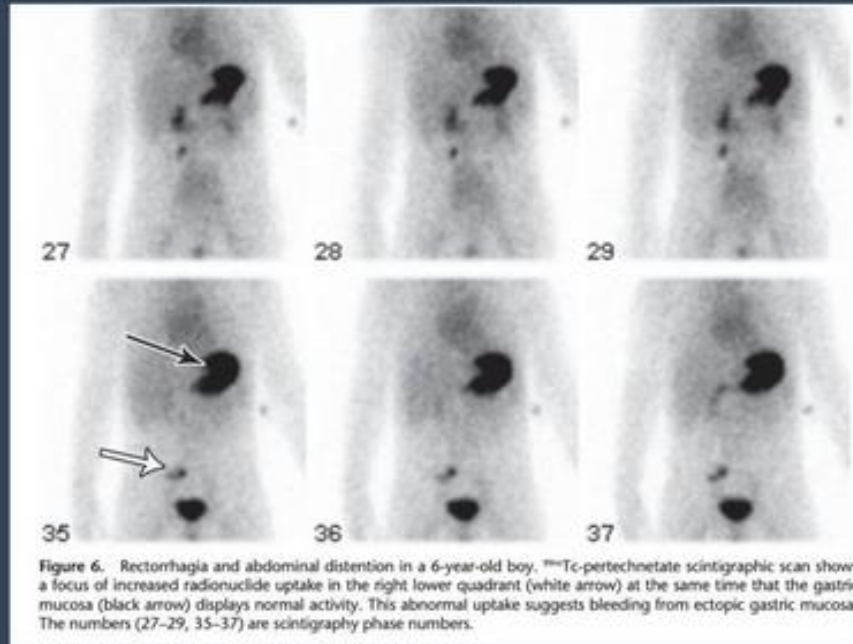 27
28
29
35
36
37
Figure 6. Rectorrhagia and abdominal distention in a 6-year-old boy. ⁹⁹ᵐTc-pertechnetate scintigraphic scan show
a focus of increased radionuclide uptake in the right lower quadrant (white arrow) at the same time that the gastri
mucosa (black arrow) displays normal activity. This abnormal uptake suggests bleeding from ectopic gastric mucosa
The numbers (27–29, 35–37) are scintigraphy phase numbers.